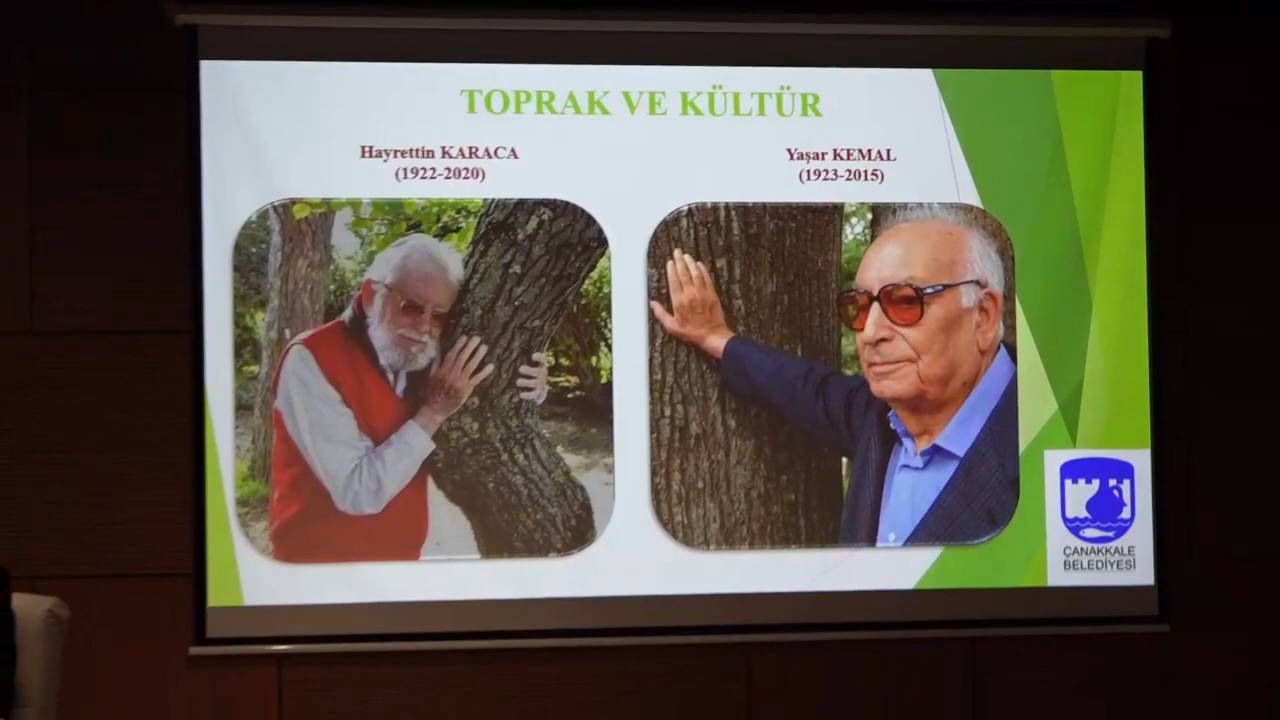 TOPRAK VE KÜLTÜR
Hayrettin KARACA
(1922-2020)
Yaşar KEMAL
(1923-2015)
ÇANAKKALE
BELEDİYESİ